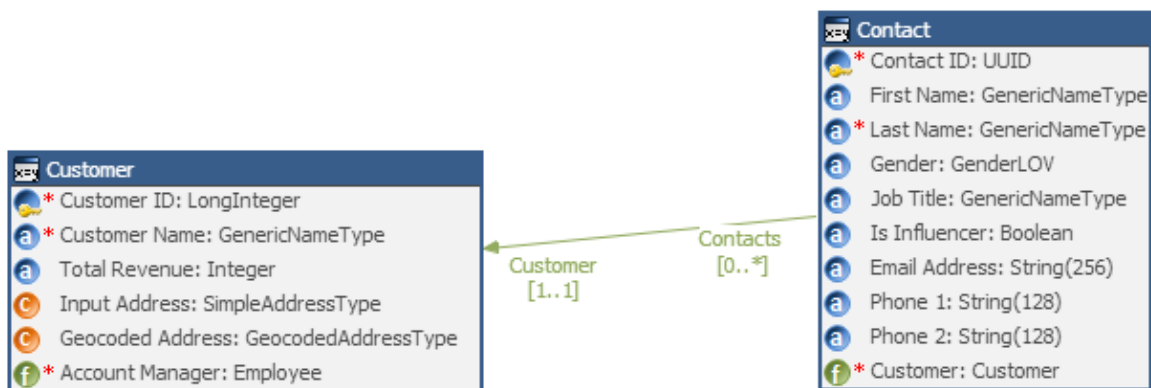 Customer
* Customer ID: LongInteger
* Customer Name: GenericNameType
Total Revenue: Integer
Input Address: SimpleAddressType
Geocoded Address: GeocodedAddressType
* Account Manager: Employee
Customer
[1..1]
Contacts
[0..*]
Contact
* Contact ID: UUID
First Name: GenericNameType
* Last Name: GenericNameType
Gender: GenderLOV
Job Title: GenericNameType
Is Influencer: Boolean
Email Address: String(256)
Phone 1: String(128)
Phone 2: String(128)
* Customer: Customer